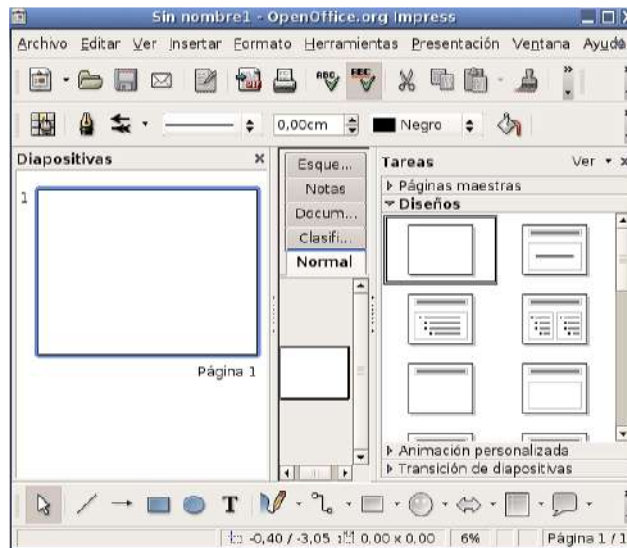 Sin nombre1 - OpenOffice.org Impress
Archivo Editar Ver Insertar Formato Herramientas Presentación Ventana Ayuda
ABC ABC
0,00cm Negro
Diapositivas
1
Página 1
Esque...
Notas
Docum...
Clasifi...
Normal
Tareas Ver
Páginas maestras
Diseños
Animación personalizada
Transición de diapositivas
T
-0,40 / -3,05 0,00 x 0,00 6% Página 1 / 1